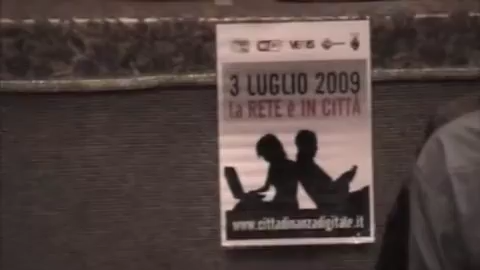 3 LUGLIO 2009
la RETE è IN CITTÀ
www.cittadinanzadigitale.it